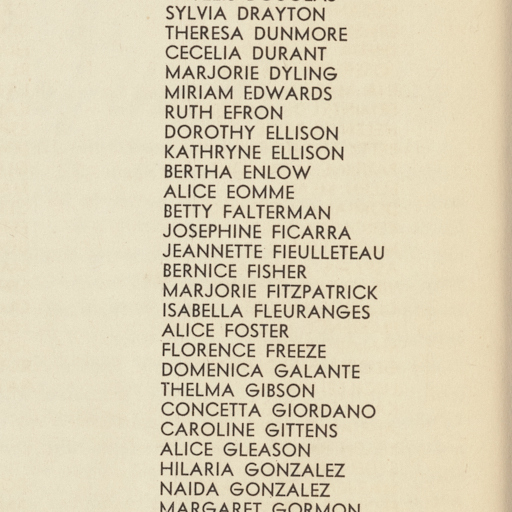 DOUGLAS
SYLVIA DRAYTON
THERESA DUNMORE
CECELIA DURANT
MARJORIE DYLING
MIRIAM EDWARDS
RUTH EFRON
DOROTHY ELLISON
KATHRYNE ELLISON
BERTHA ENLOW
ALICE EOMME
BETTY FALTERMAN
JOSEPHINE FICARRA
JEANNETTE FIEULLETEAU
BERNICE FISHER
MARJORIE FITZPATRICK
ISABELLA FLEURANGES
ALICE FOSTER
FLORENCE FREEZE
DOMENICA GALANTE
THELMA GIBSON
CONCETTA GIORDANO
CAROLINE GITTENS
ALICE GLEASON
HILARIA GONZALEZ
NAIDA GONZALEZ
MARGARET GORMON